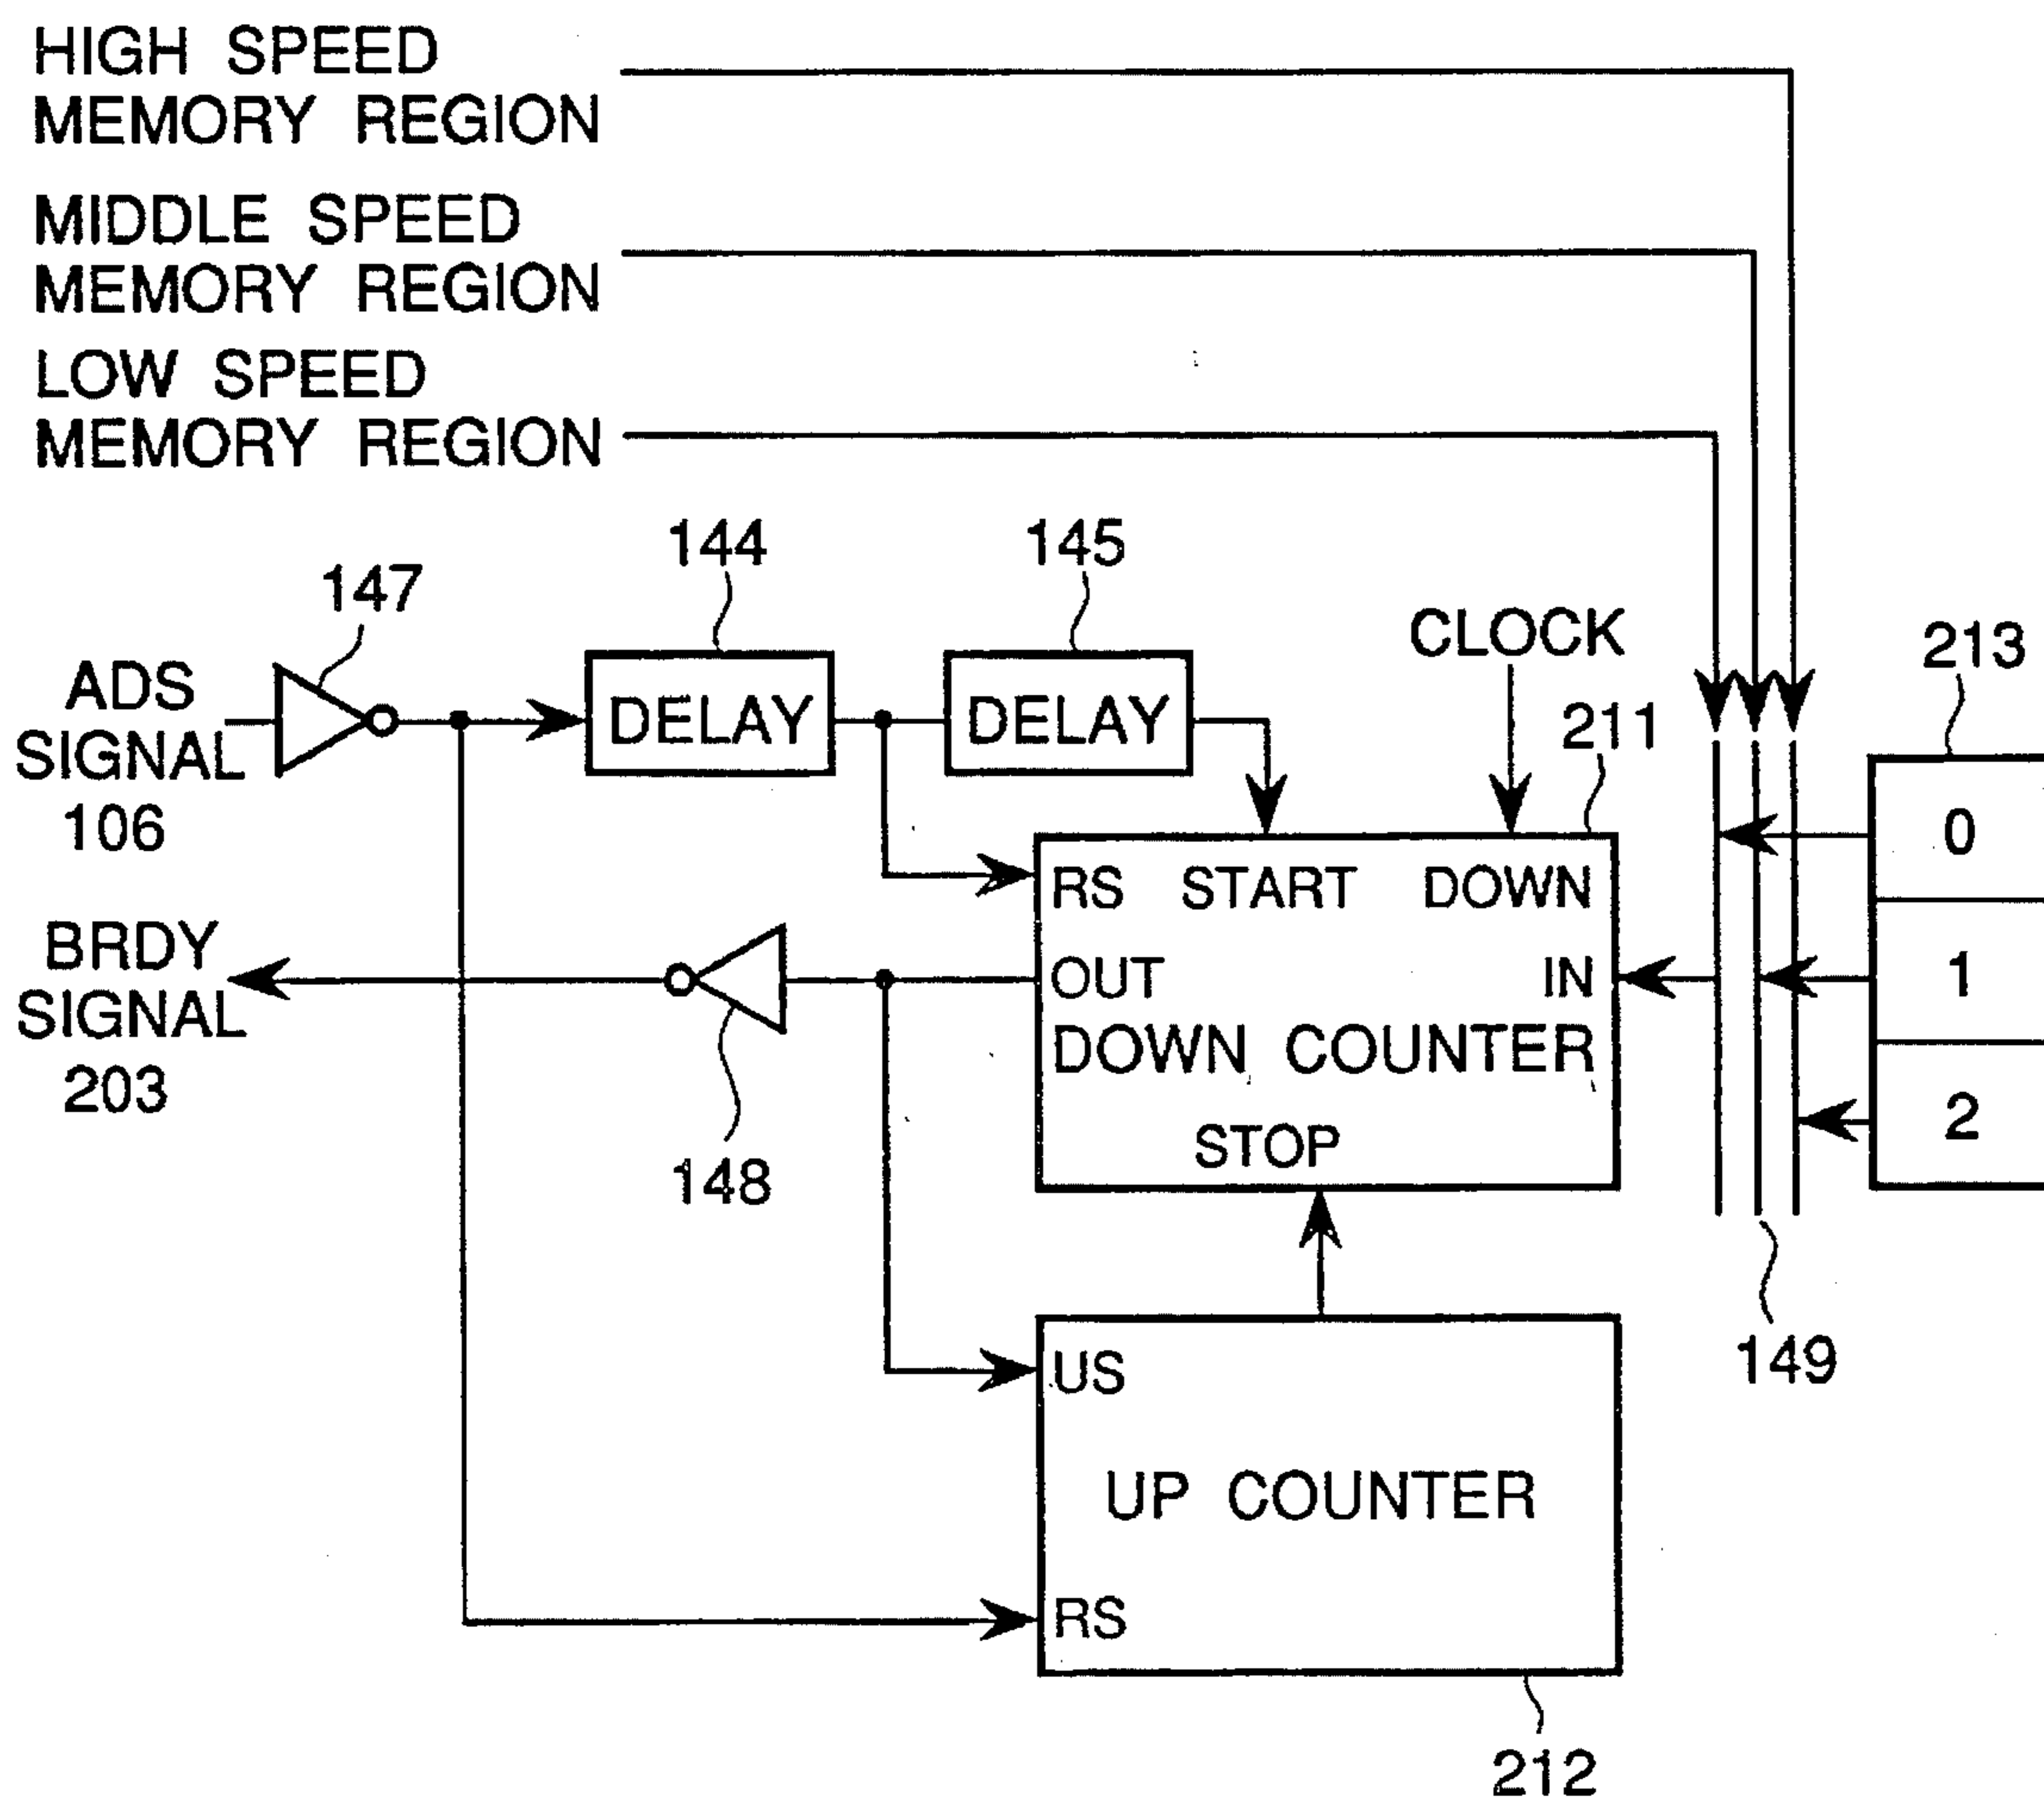 HIGH SPEED
MEMORY REGION
MIDDLE SPEED
MEMORY REGION
LOW SPEED
MEMORY REGION
147
144
145
CLOCK
213
211
ADS
SIGNAL
106
DELAY
DELAY
0
RS START DOWN
BRDY
SIGNAL
203
OUT IN
1
DOWN COUNTER
STOP
2
148
149
US
UP COUNTER
RS
212